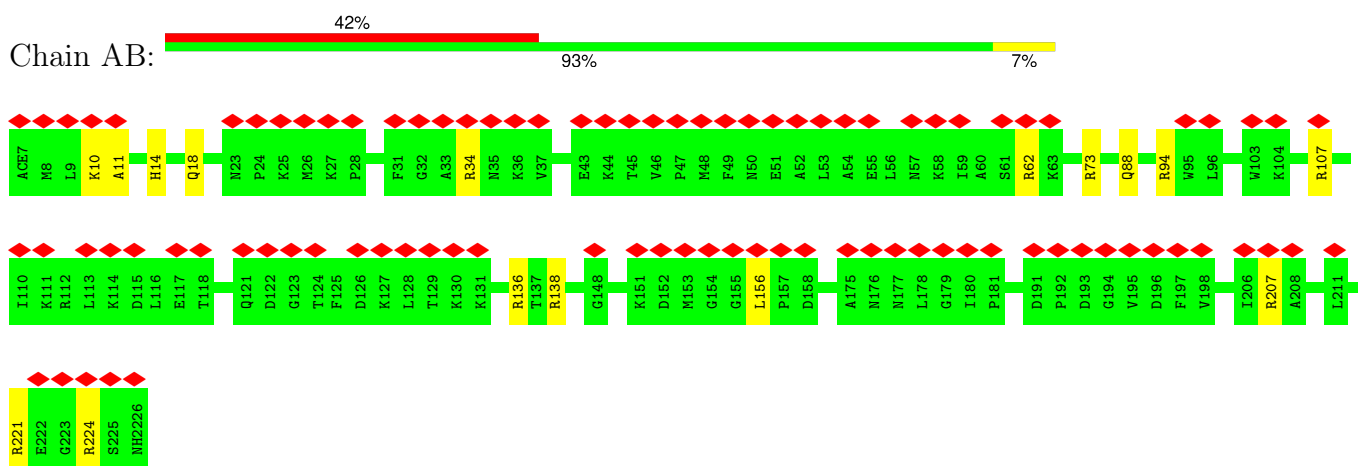 42%
Chain AB:
93% 7%
ACE7 M8 L9 K10 A11 H14 Q18 N23 P24 K25 M26 K27 P28 F31 G32 A33 R34 N35 K36 V37 E43 K44 T45 V46 P47 M48 F49 N50 E51 A52 L53 A54 E55 L56 N57 K58 I59 A60 S61 R62 K63 R73 Q88 R94 W95 L96 W103 K104 R107
I110 K111 R112 L113 K114 D115 L116 E117 T118 Q121 D122 G123 T124 F125 D126 K127 L128 T129 K130 K131 R136 T137 R138 G148 K151 D152 M153 G154 G155 L156 P157 D158 A175 N176 N177 L178 G179 I180 P181 D191 P192 D193 G194 V195 D196 F197 V198 I206 R207 A208 L211
R221 E222 G223 R224 S225 NH2226